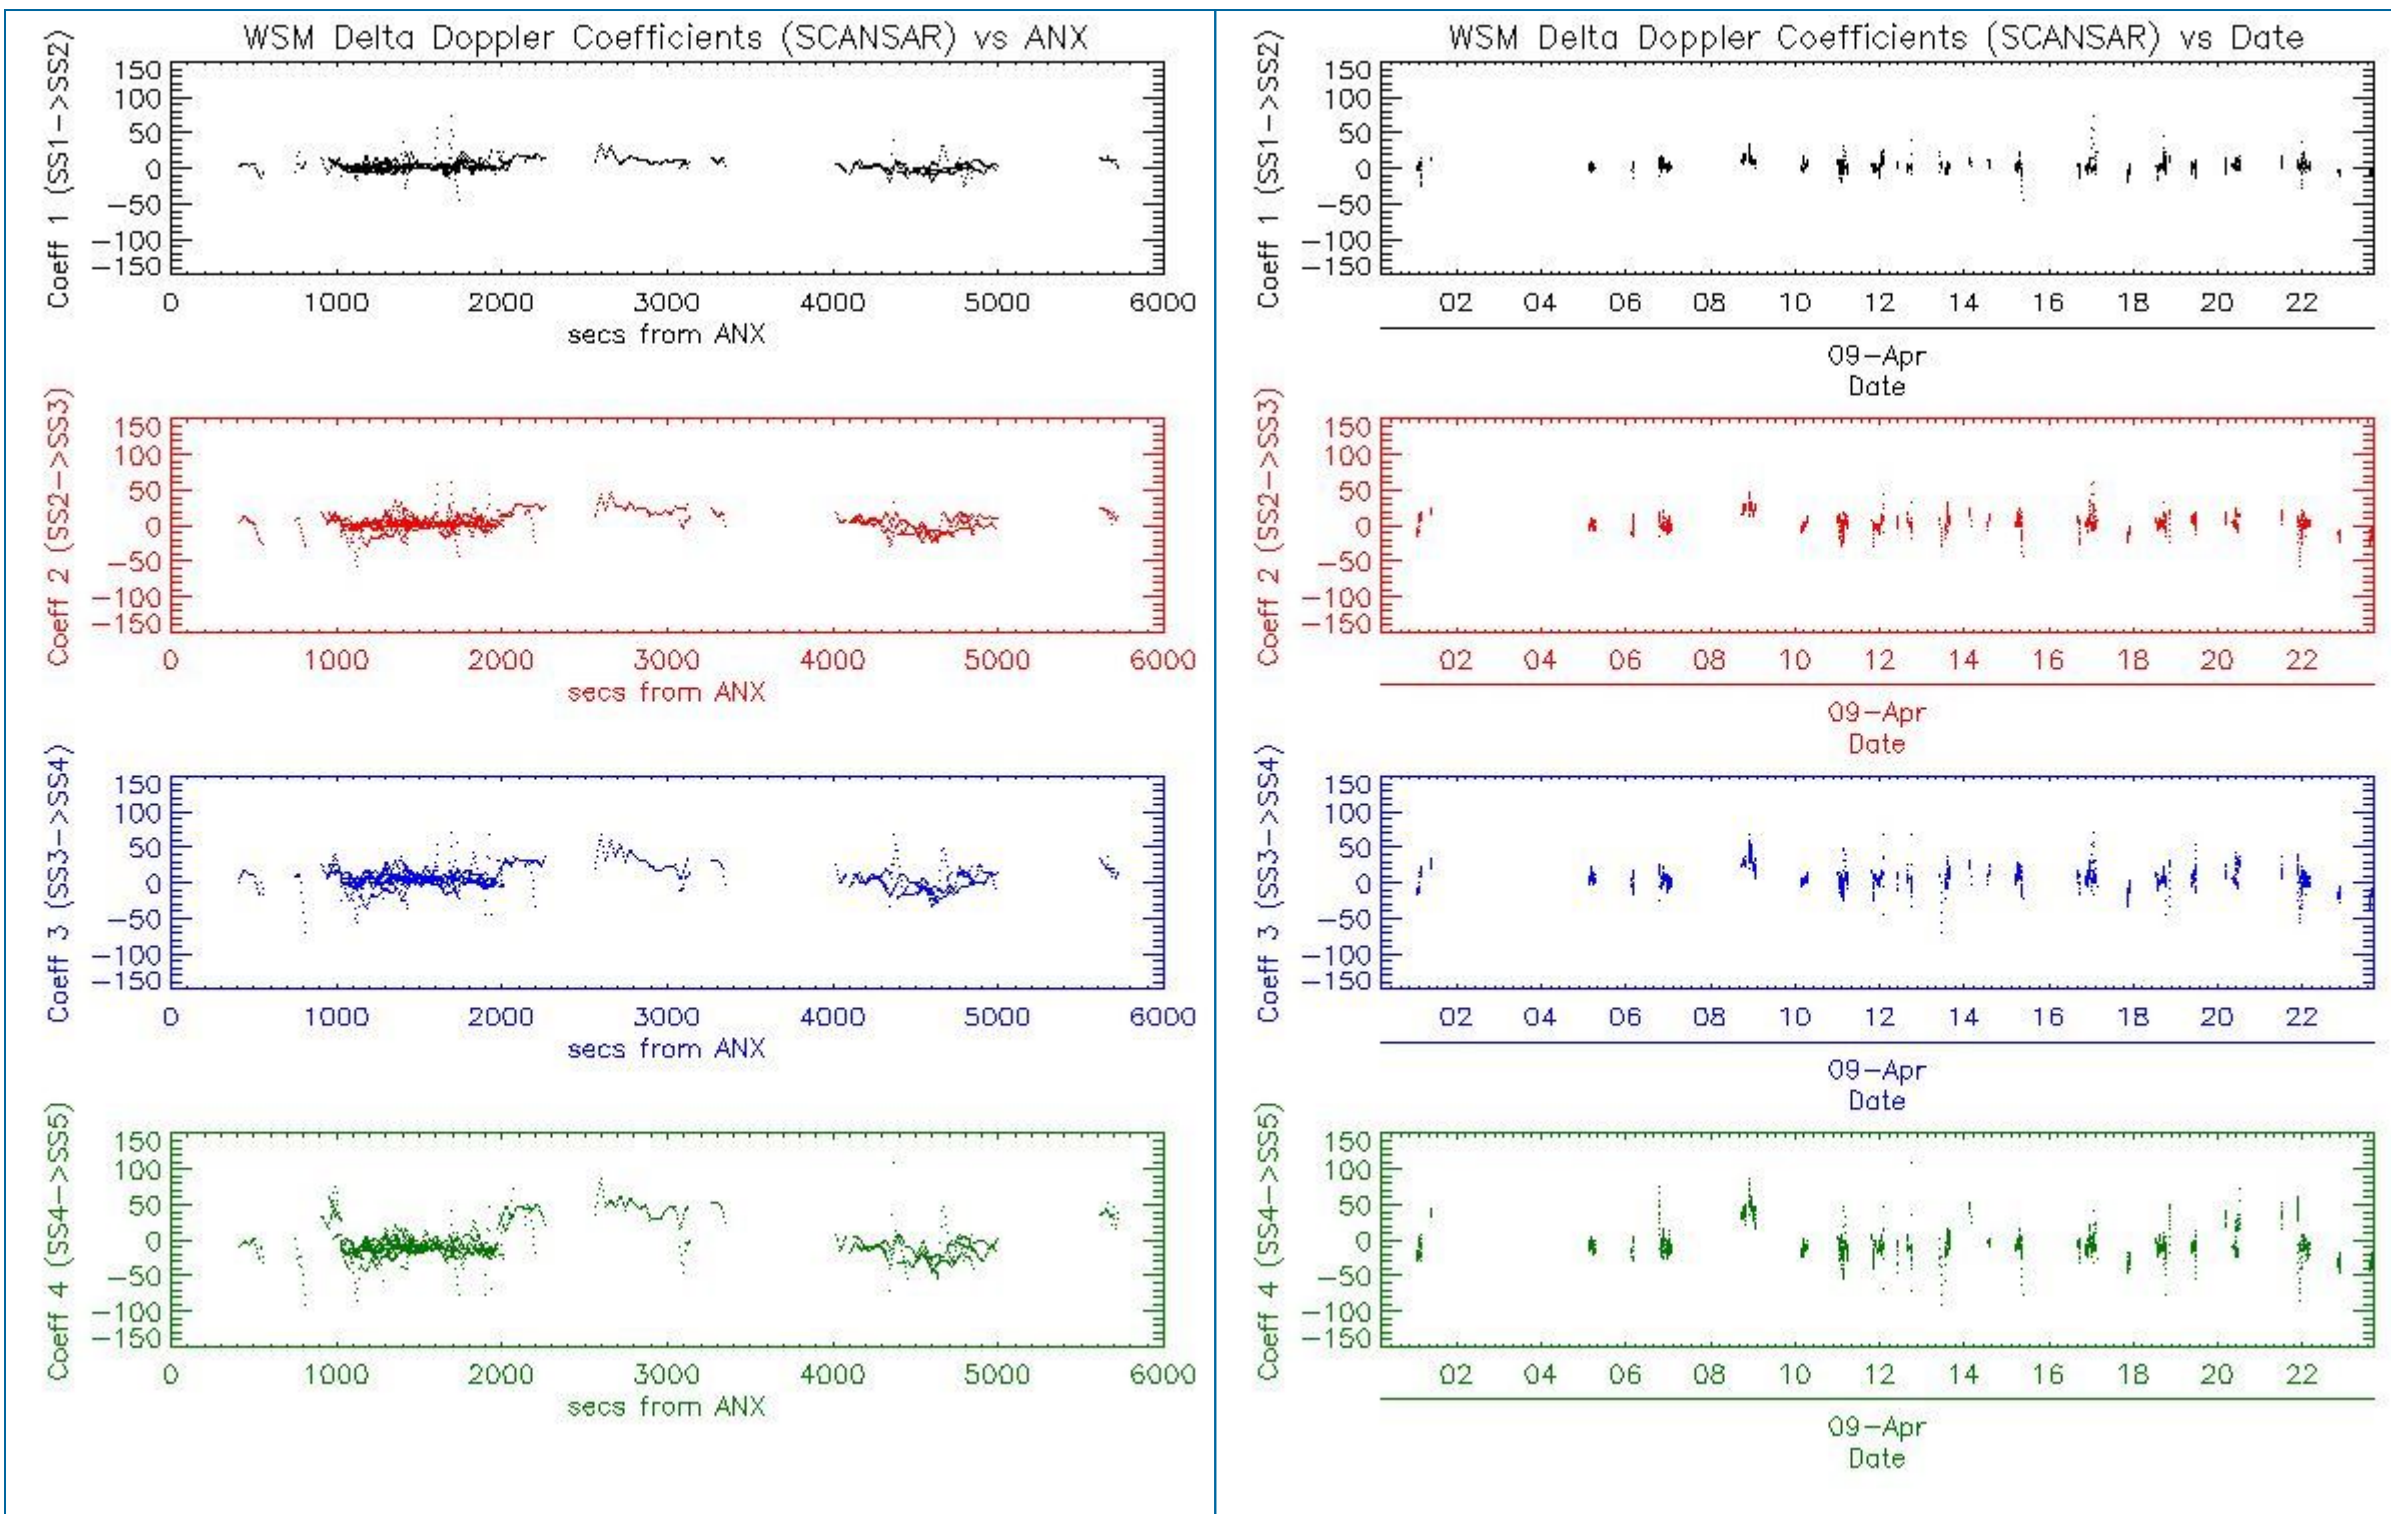 WSM Delta Doppler Coefficients (SCANSAR) vs ANX
Coeff 1 (SS1->SS2)
150
100
50
0
-50
-100
-150
0 1000 2000 3000 4000 5000 6000
secs from ANX
Coeff 2 (SS2->SS3)
150
100
50
0
-50
-100
-150
0 1000 2000 3000 4000 5000 6000
secs from ANX
Coeff 3 (SS3->SS4)
150
100
50
0
-50
-100
-150
0 1000 2000 3000 4000 5000 6000
secs from ANX
Coeff 4 (SS4->SS5)
150
100
50
0
-50
-100
-150
0 1000 2000 3000 4000 5000 6000
secs from ANX
WSM Delta Doppler Coefficients (SCANSAR) vs Date
Coeff 1 (SS1->SS2)
150
100
50
0
-50
-100
-150
02 04 06 08 10 12 14 16 18 20 22
09-Apr
Date
Coeff 2 (SS2->SS3)
150
100
50
0
-50
-100
-150
02 04 06 08 10 12 14 16 18 20 22
09-Apr
Date
Coeff 3 (SS3->SS4)
150
100
50
0
-50
-100
-150
02 04 06 08 10 12 14 16 18 20 22
09-Apr
Date
Coeff 4 (SS4->SS5)
150
100
50
0
-50
-100
-150
02 04 06 08 10 12 14 16 18 20 22
09-Apr
Date